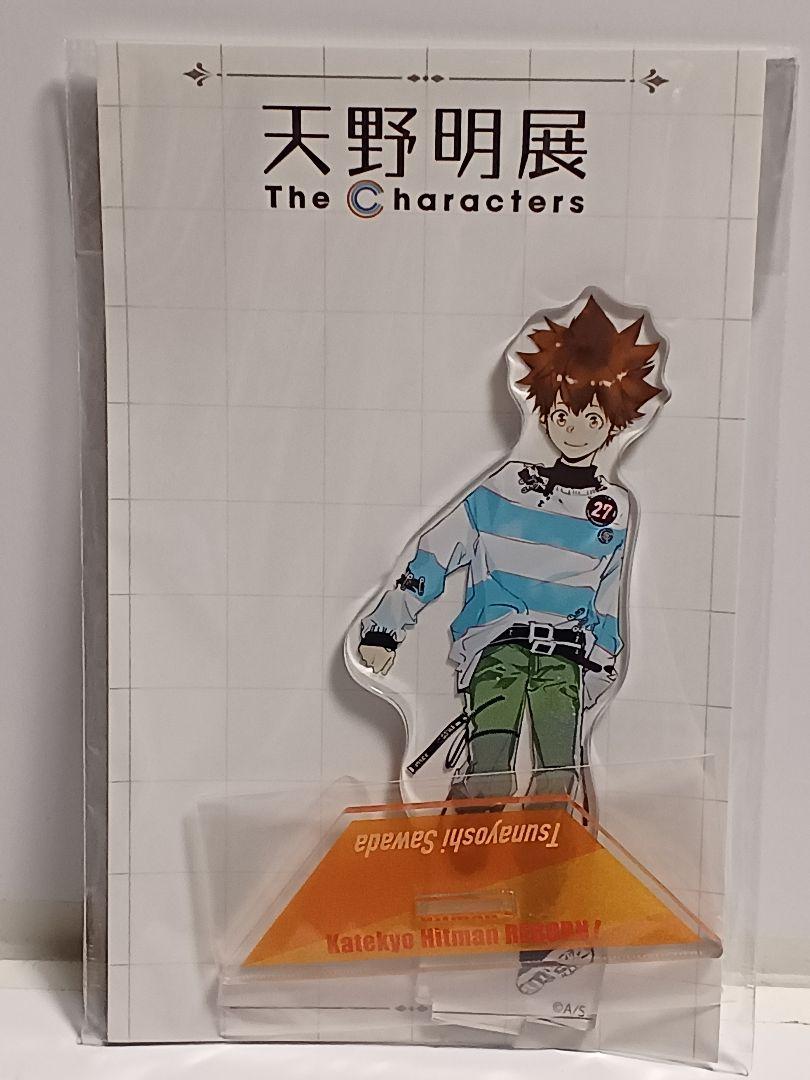 天野明展
The Characters
27
Tsunayoshi Sawada
Katekyo Hitman REBORN!
©A/S